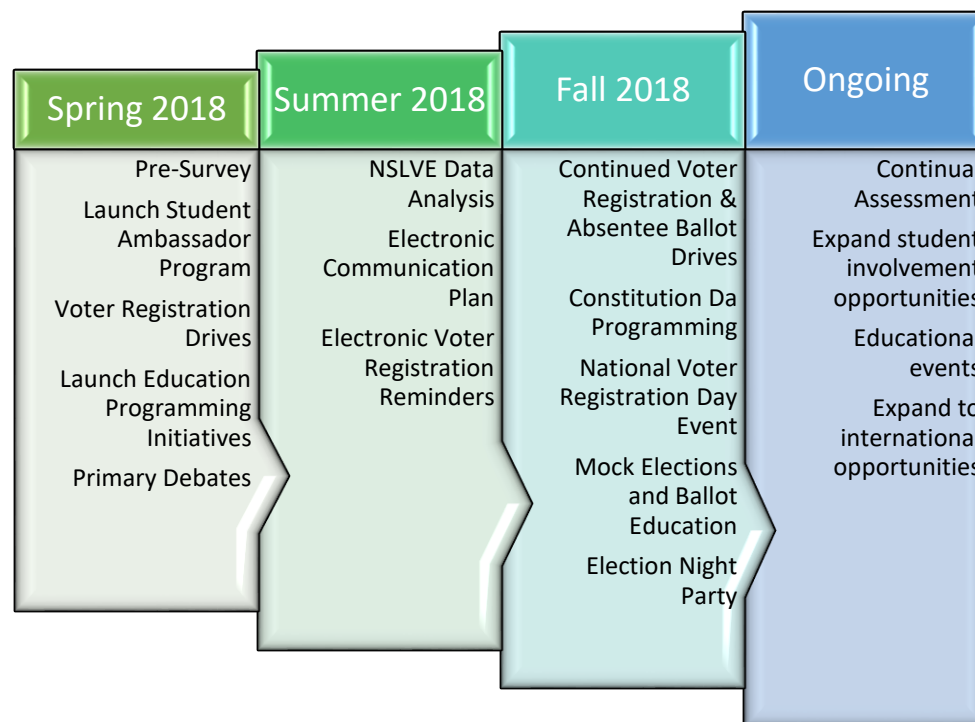 Spring 2018
Pre-Survey
Launch Student
Ambassador
Program
Voter Registration
Drives
Launch Education
Programming
Initiatives
Primary Debates
Summer 2018
NSLVE Data
Analysis
Electronic
Communication
Plan
Electronic Voter
Registration
Reminders
Fall 2018
Continued Voter
Registration &
Absentee Ballot
Drives
Constitution Da
Programming
National Voter
Registration Day
Event
Mock Elections
and Ballot
Education
Election Night
Party
Ongoing
Continua
Assessment
Expand student
involvement
opportunities
Educationa
events
Expand to
internationa
opportunities